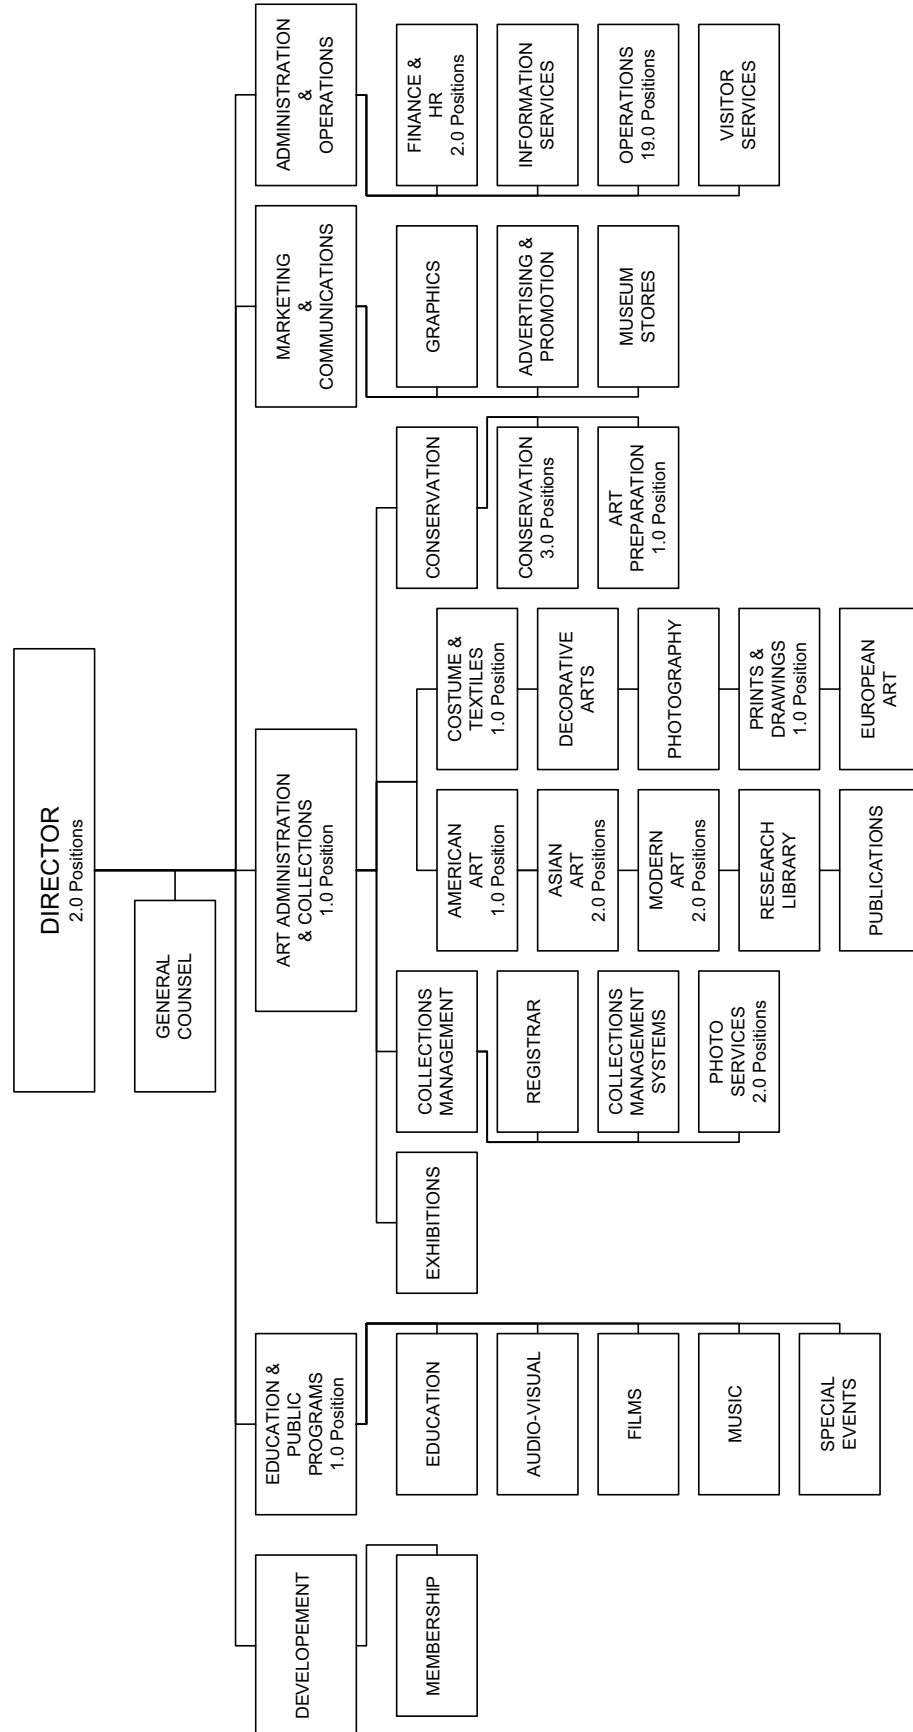 DIRECTOR
2.0 Positions
GENERAL
COUNSEL
DEVELOPEMENT
EDUCATION &
PUBLIC
PROGRAMS
1.0 Position
ART ADMINISTRATION
& COLLECTIONS
1.0 Position
MARKETING
&
COMMUNICATIONS
ADMINISTRATION
&
OPERATIONS
MEMBERSHIP
EDUCATION
AUDIO-VISUAL
FILMS
MUSIC
SPECIAL
EVENTS
EXHIBITIONS
COLLECTIONS
MANAGEMENT
REGISTRAR
COLLECTIONS
MANAGEMENT
SYSTEMS
PHOTO
SERVICES
2.0 Positions
AMERICAN
ART
1.0 Position
ASIAN
ART
2.0 Positions
MODERN
ART
2.0 Positions
RESEARCH
LIBRARY
PUBLICATIONS
COSTUME &
TEXTILES
1.0 Position
DECORATIVE
ARTS
PHOTOGRAPHY
PRINTS &
DRAWINGS
1.0 Position
EUROPEAN
ART
CONSERVATION
CONSERVATION
3.0 Positions
ART
PREPARATION
1.0 Position
GRAPHICS
ADVERTISING &
PROMOTION
MUSEUM
STORES
FINANCE &
HR
2.0 Positions
INFORMATION
SERVICES
OPERATIONS
19.0 Positions
VISITOR
SERVICES